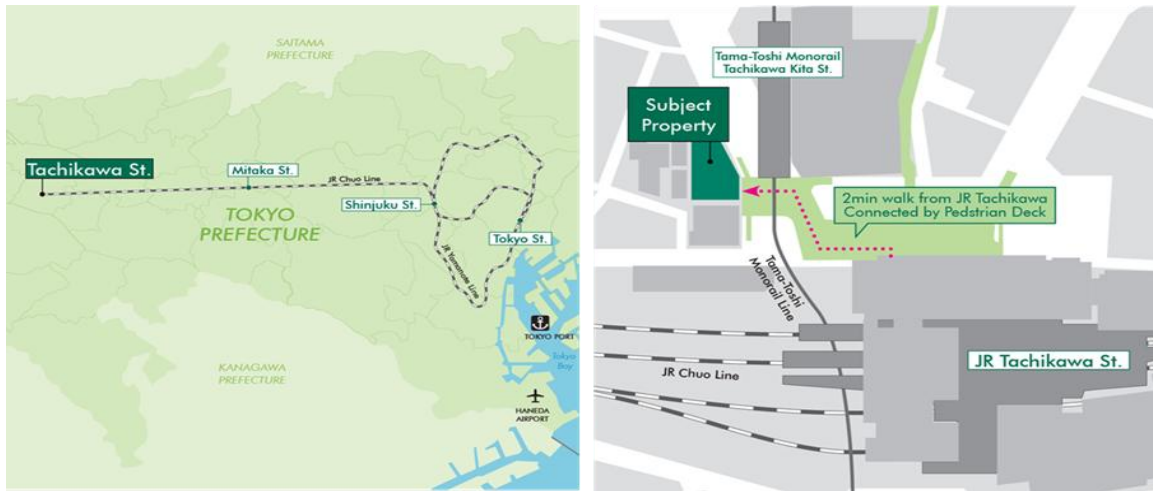 SAITAMA
PREFECTURE
Tachikawa St.
Mitaka St.
JR Chuo Line
Shinjuku St.
TOKYO
PREFECTURE
Tokyo St.
JR Yamanote Line
TOKYO PORT
Tokyo
Bay
KANAGAWA
PREFECTURE
HANEDA
AIRPORT
Tama-Toshi Monorail
Tachikawa Kita St.
Subject
Property
2min walk from JR Tachikawa
Connected by Pedstrian Deck
Tama-Toshi
Monorail Line
JR Chuo Line
JR Tachikawa St.